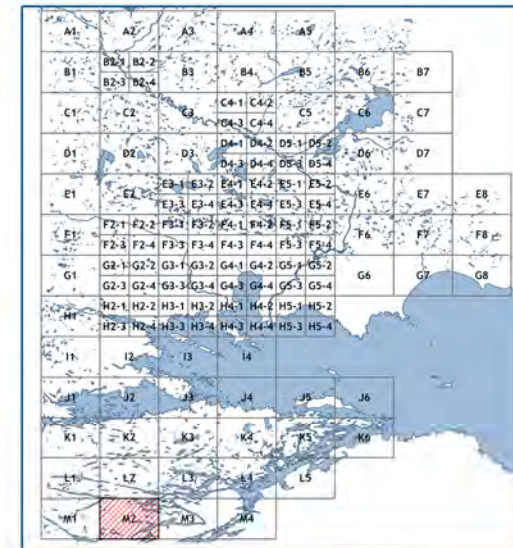 A1 A2 A3 A4 A5
B2-1 B2-2
B1 B3 B4 B5 B6 B7
B2-3 B2-4
C4-1 C4-2
C1 C2 C3 C5 C6 C7
C4-3 C4-4
D4-1 D4-2 D5-1 D5-2
D1 D2 D3 D6 D7
D4-3 D4-4 D5-3 D5-4
E3-1 E3-2 E4-1 E4-2 E5-1 E5-2
E1 E2 E6 E7 E8
E3-3 E3-4 E4-3 E4-4 E5-3 E5-4
F2-1 F2-2 F3-1 F3-2 F4-1 F4-2 F5-1 F5-2
F1 F6 F7 F8
F2-3 F2-4 F3-3 F3-4 F4-3 F4-4 F5-3 F5-4
G2-1 G2-2 G3-1 G3-2 G4-1 G4-2 G5-1 G5-2
G1 G6 G7 G8
G2-3 G2-4 G3-3 G3-4 G4-3 G4-4 G5-3 G5-4
H2-1 H2-2 H3-1 H3-2 H4-1 H4-2 H5-1 H5-2
H1
H2-3 H2-4 H3-3 H3-4 H4-3 H4-4 H5-3 H5-4
I1 I2 I3 I4
J1 J2 J3 J4 J5 J6
K1 K2 K3 K4 K5 K6
L1 L2 L3 L4 L5
M1 M2 M3 M4